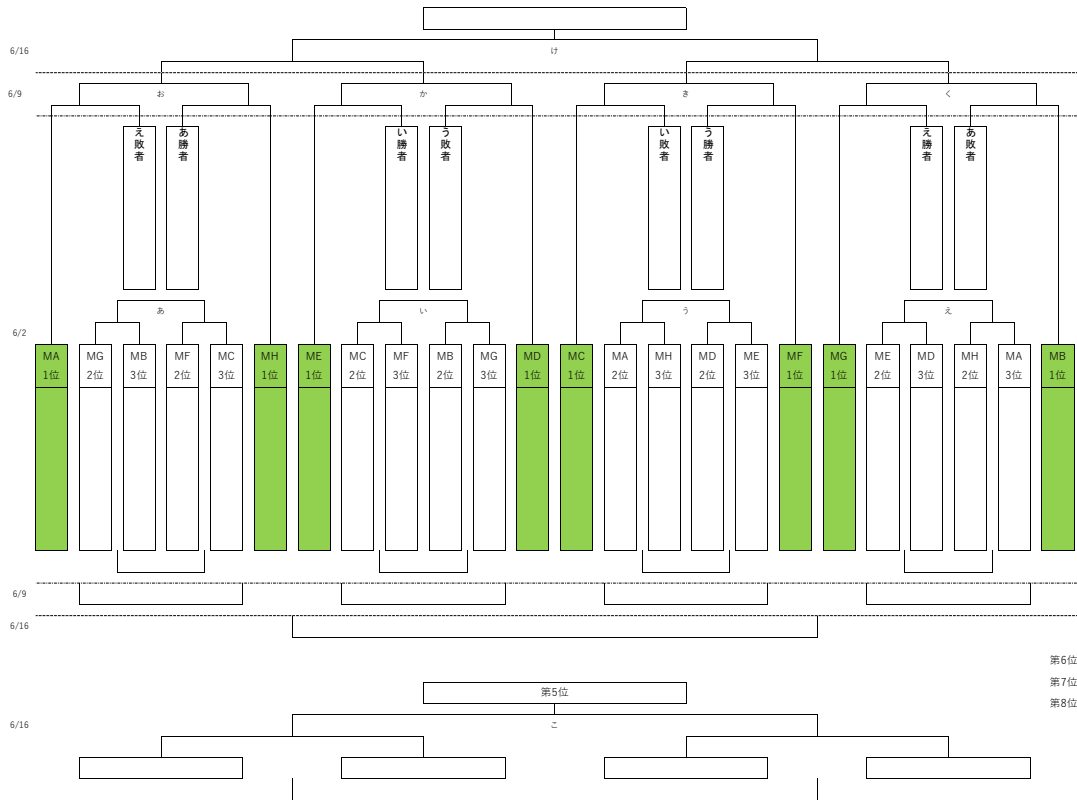 6/16
け
6/9
お
か
き
く
え敗者
あ勝者
い勝者
う敗者
い敗者
う勝者
え勝者
あ敗者
あ
い
う
え
6/2
MA MG MB MF MC MH ME MC MF MB MG MD MC MA MH MD ME MF MG ME MD MH MA MB
1位 2位 3位 2位 3位 1位 1位 2位 3位 2位 3位 1位 1位 2位 3位 2位 3位 1位 1位 2位 3位 2位 3位 1位
6/9
6/16
第6位
第7位
第5位
第8位
6/16
こ